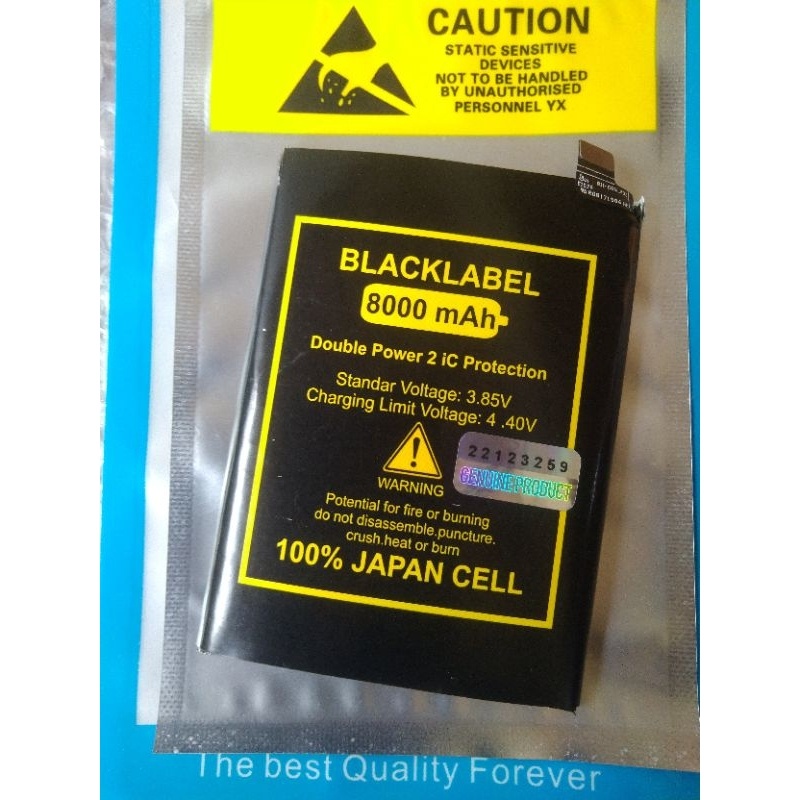 CAUTION
STATIC SENSITIVE
DEVICES
NOT TO BE HANDLED
BY UNAUTHORISED
PERSONNEL YX
BLACKLABEL
8000 mAh
Double Power 2 iC Protection
Standar Voltage: 3.85V
Charging Limit Voltage: 4 .40V
22123259
GENUINE PRODUCT
WARNING
Potential for fire or burning
do not disassemble.puncture.
crush.heat or burn
100% JAPAN CELL
The best Quality Forever